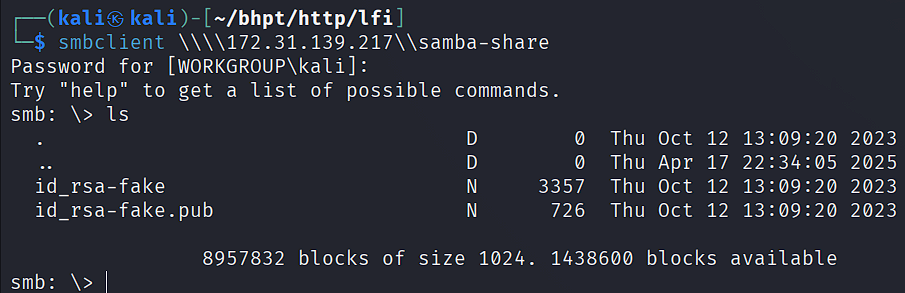 ┌──(kali㉿kali)-[~/bhpt/http/lfi]
└─$ smbclient \\\\172.31.139.217\\samba-share
Password for [WORKGROUP\kali]:
Try "help" to get a list of possible commands.
smb: \> ls
  .                                   D        0  Thu Oct 12 13:09:20 2023
  ..                                  D        0  Thu Apr 17 22:34:05 2025
  id_rsa-fake                         N     3357  Thu Oct 12 13:09:20 2023
  id_rsa-fake.pub                     N      726  Thu Oct 12 13:09:20 2023
                8957832 blocks of size 1024. 1438600 blocks available
smb: \>